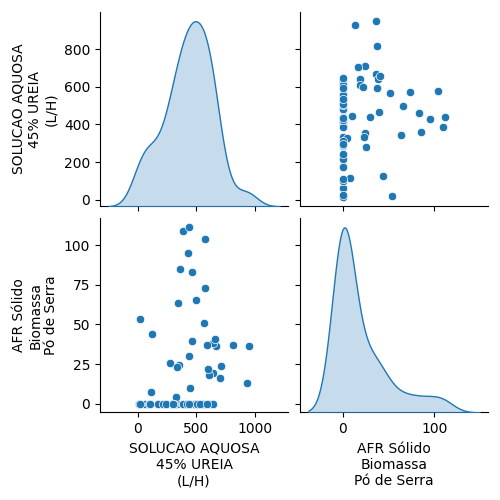 SOLUCAO AQUOSA
45% UREIA
(L/H)
800
600
400
200
0
AFR Sólido
Biomassa
Pó de Serra
100
75
50
25
0
0
500
1000
SOLUCAO AQUOSA
45% UREIA
(L/H)
0
100
AFR Sólido
Biomassa
Pó de Serra